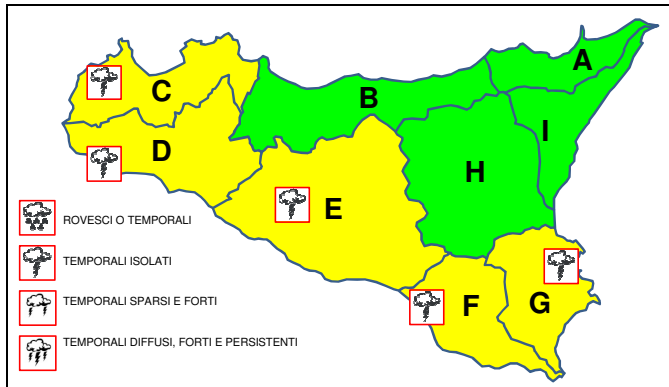 A
C
B
I
D
H
E
ROVESCI O TEMPORALI
TEMPORALI ISOLATI
F
G
TEMPORALI SPARSI E FORTI
TEMPORALI DIFFUSI, FORTI E PERSISTENTI